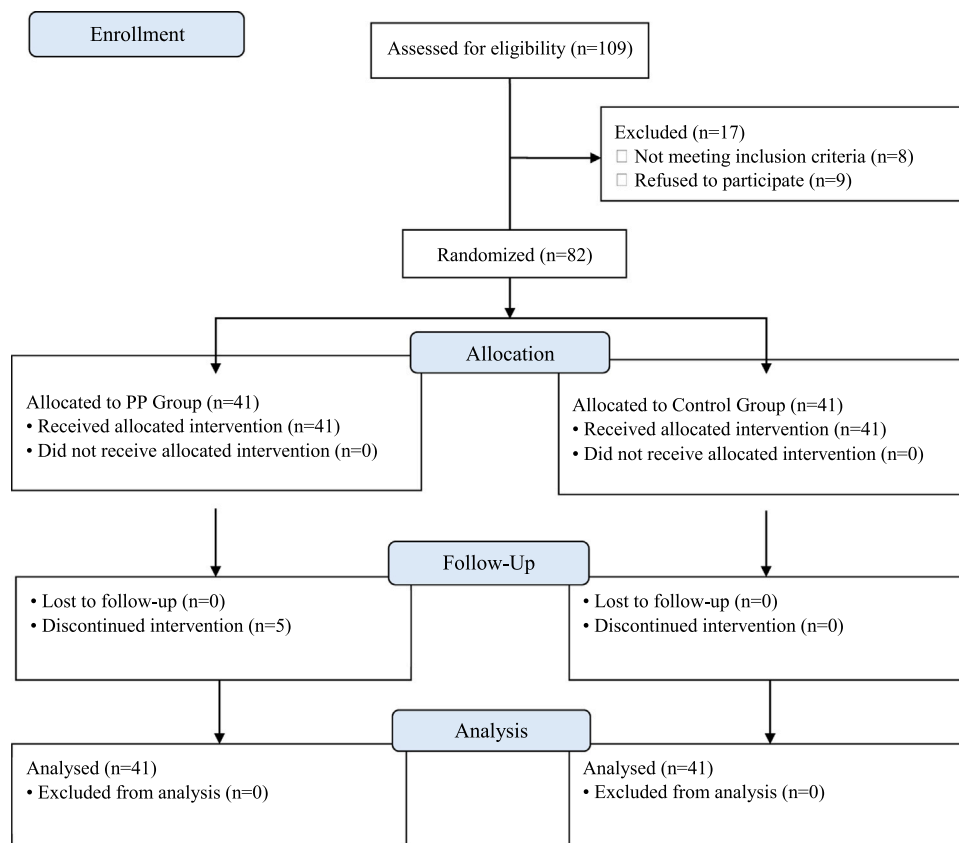 Enrollment
Assessed for eligibility (n=109)
Excluded (n=17)
□ Not meeting inclusion criteria (n=8)
□ Refused to participate (n=9)
Randomized (n=82)
Allocation
Allocated to PP Group (n=41)
• Received allocated intervention (n=41)
• Did not receive allocated intervention (n=0)
Allocated to Control Group (n=41)
• Received allocated intervention (n=41)
• Did not receive allocated intervention (n=0)
Follow-Up
• Lost to follow-up (n=0)
• Discontinued intervention (n=5)
• Lost to follow-up (n=0)
• Discontinued intervention (n=0)
Analysis
Analysed (n=41)
• Excluded from analysis (n=0)
Analysed (n=41)
• Excluded from analysis (n=0)